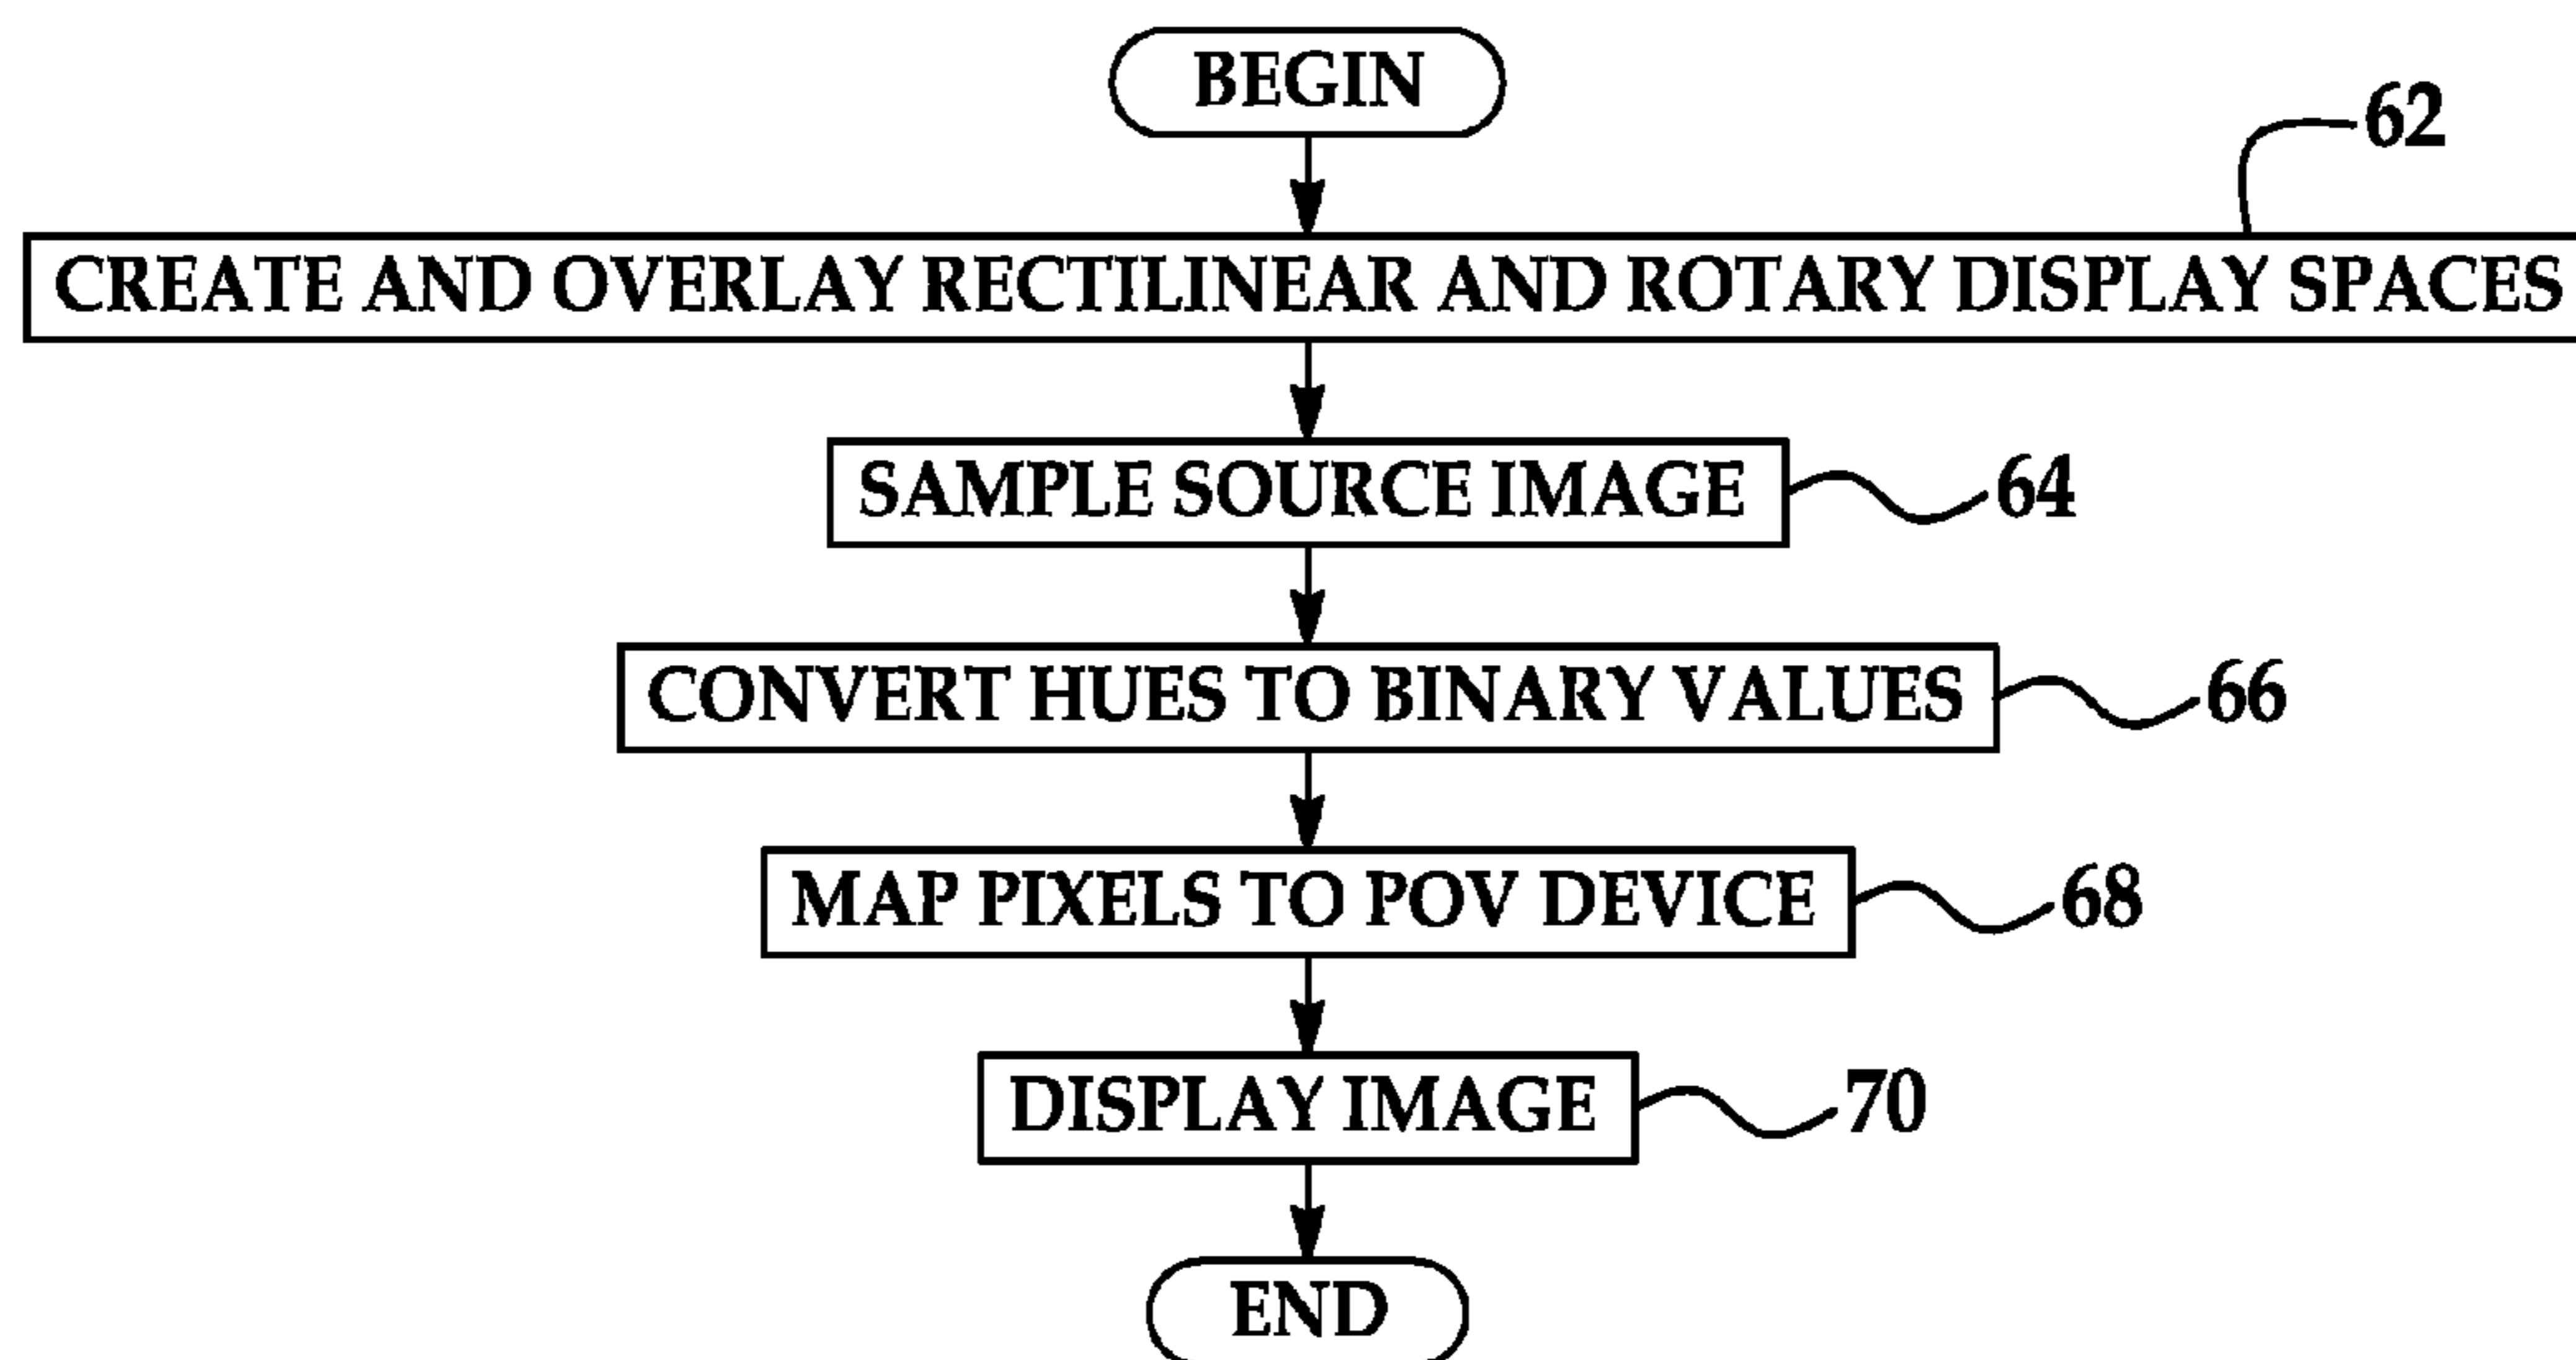 BEGIN
62
CREATE AND OVERLAY RECTILINEAR AND ROTARY DISPLAY SPACES
SAMPLE SOURCE IMAGE
64
CONVERT HUES TO BINARY VALUES
66
MAP PIXELS TO POV DEVICE
68
DISPLAY IMAGE
70
END